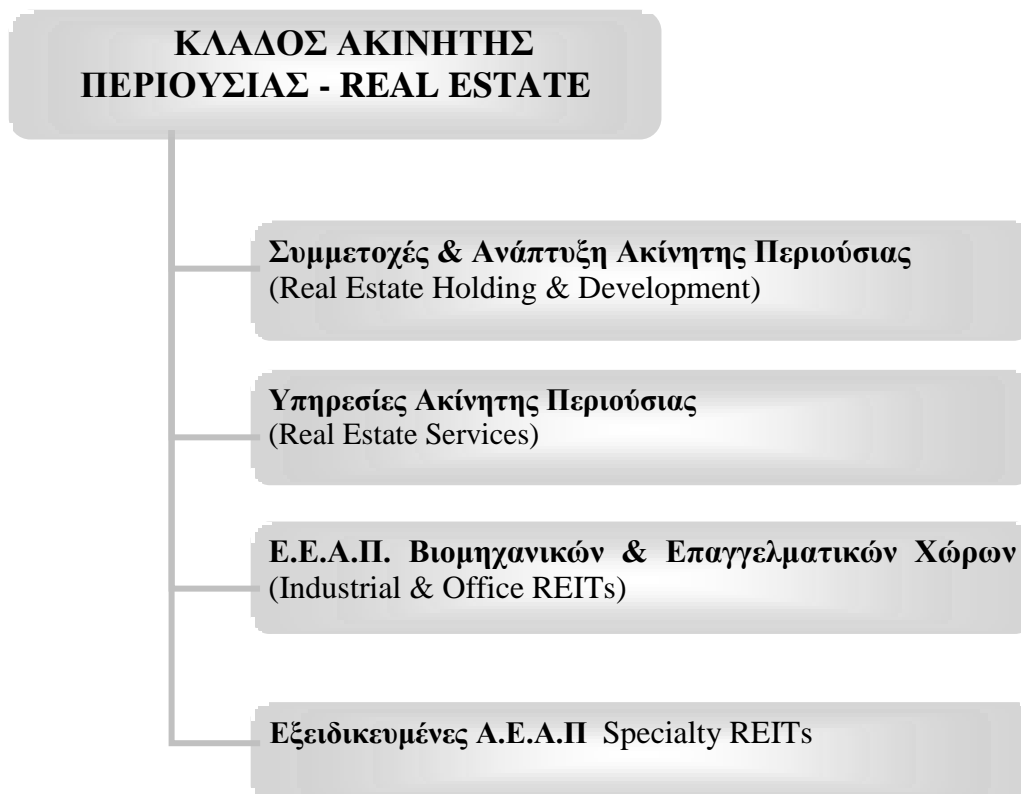 ΚΛΑΔΟΣ ΑΚΙΝΗΤΗΣ
ΠΕΡΙΟΥΣΙΑΣ - REAL ESTATE
Συμμετοχές & Ανάπτυξη Ακίνητης Περιούσιας
(Real Estate Holding & Development)
Υπηρεσίες Ακίνητης Περιούσιας
(Real Estate Services)
Ε.Ε.Α.Π. Βιομηχανικών & Επαγγελματικών Χώρων
(Industrial & Office REITs)
Εξειδικευμένες Α.Ε.Α.Π Specialty REITs